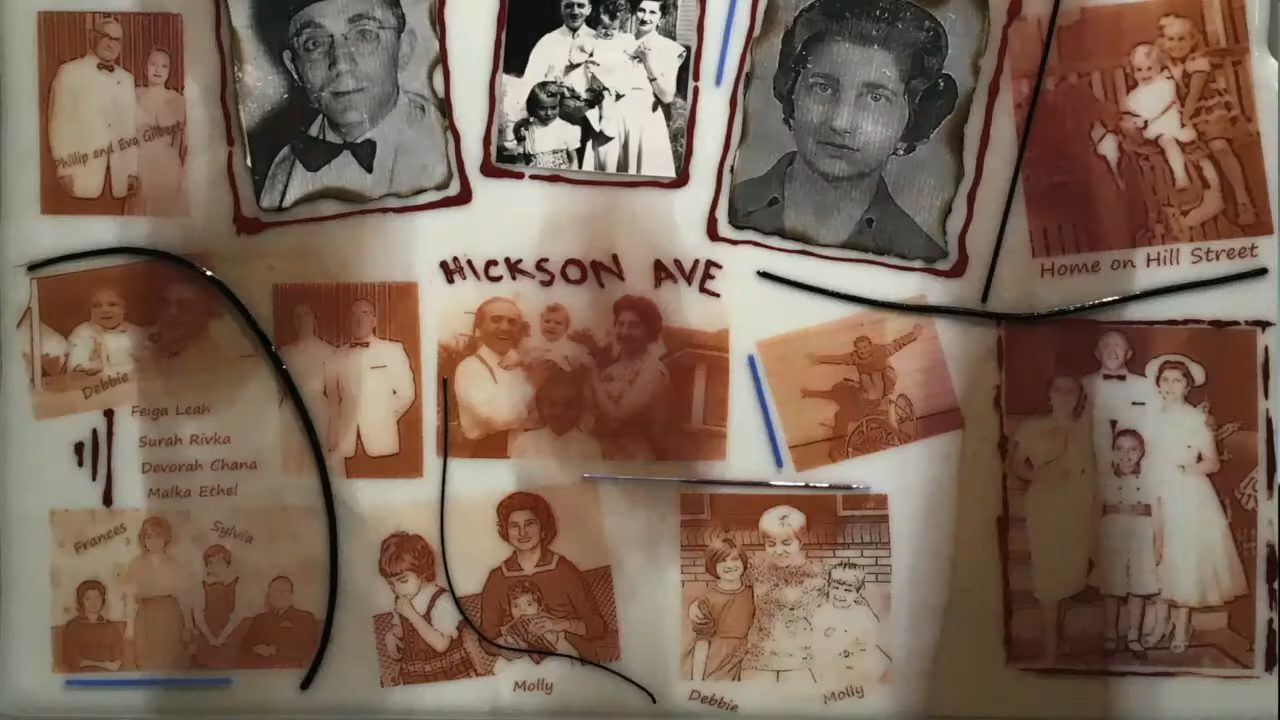 Phillip and Eva Gilbert
Home on Hill Street
HICKSON AVE
Debbie
Feiga Leah
Surah Rivka
Devorah Chana
Malka Ethel
Frances
Sylvia
Molly
Debbie
Molly